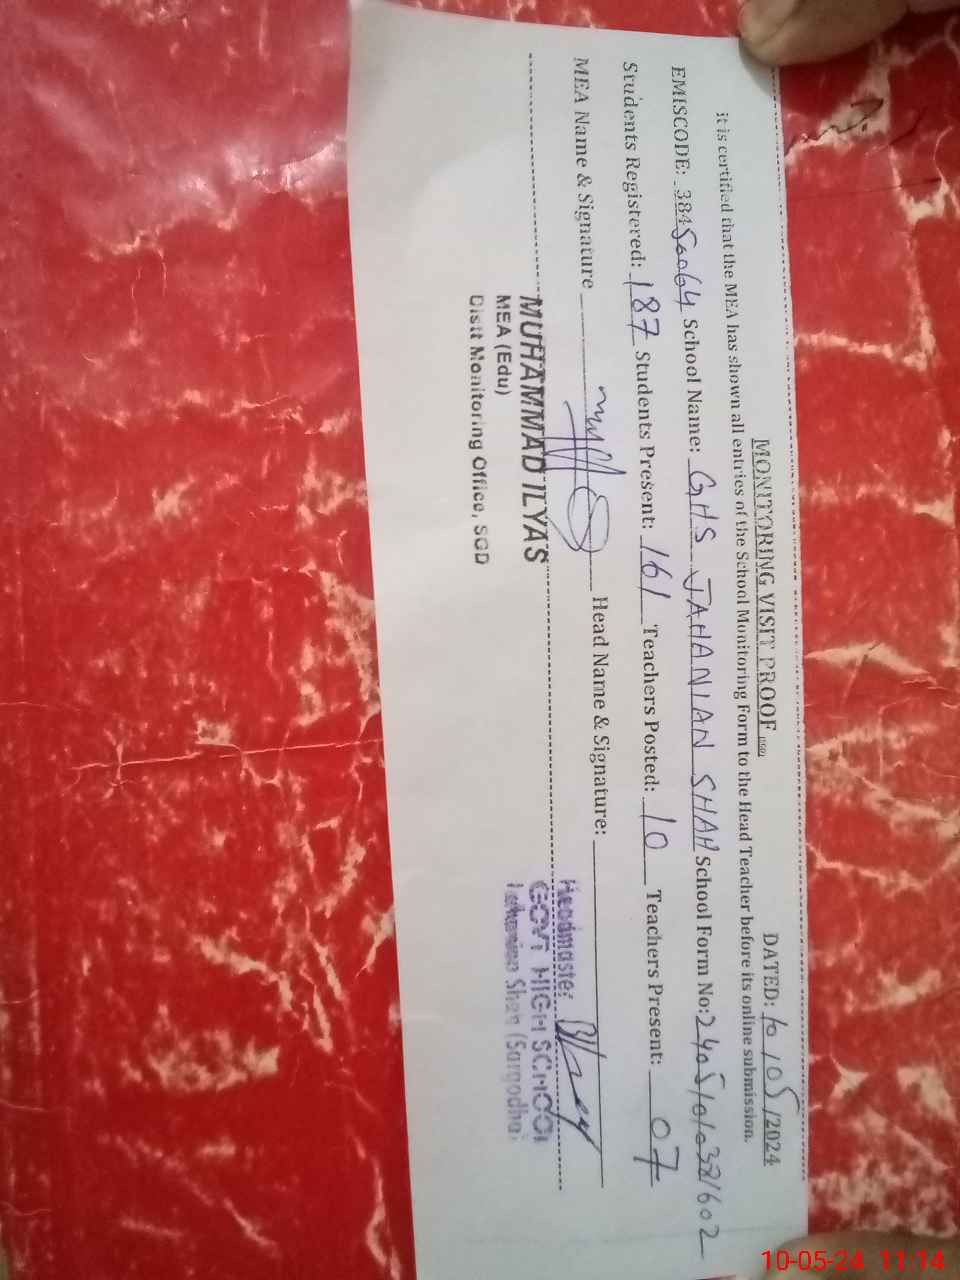 MONITORING VISIT PROOF DATED: 10/05/2024
it is certified that the MEA has shown all entries of the School Monitoring Form to the Head Teacher before its online submission.
EMISCODE: 38450064 School Name: GHS JAHANIAN SHAH School Form No:
Students Registered: 187 Students Present: 161 Teachers Posted: 10 Teachers Present: 07
MEA Name & Signature Head Name & Signature:
MUHAMMAD ILYAS
MEA (Edu)
Distt Monitoring Office, SGD
Headmaster
GOVT HIGH SCHOOL
Jahanian Shah (Sargodha)
10-05-24 11:14